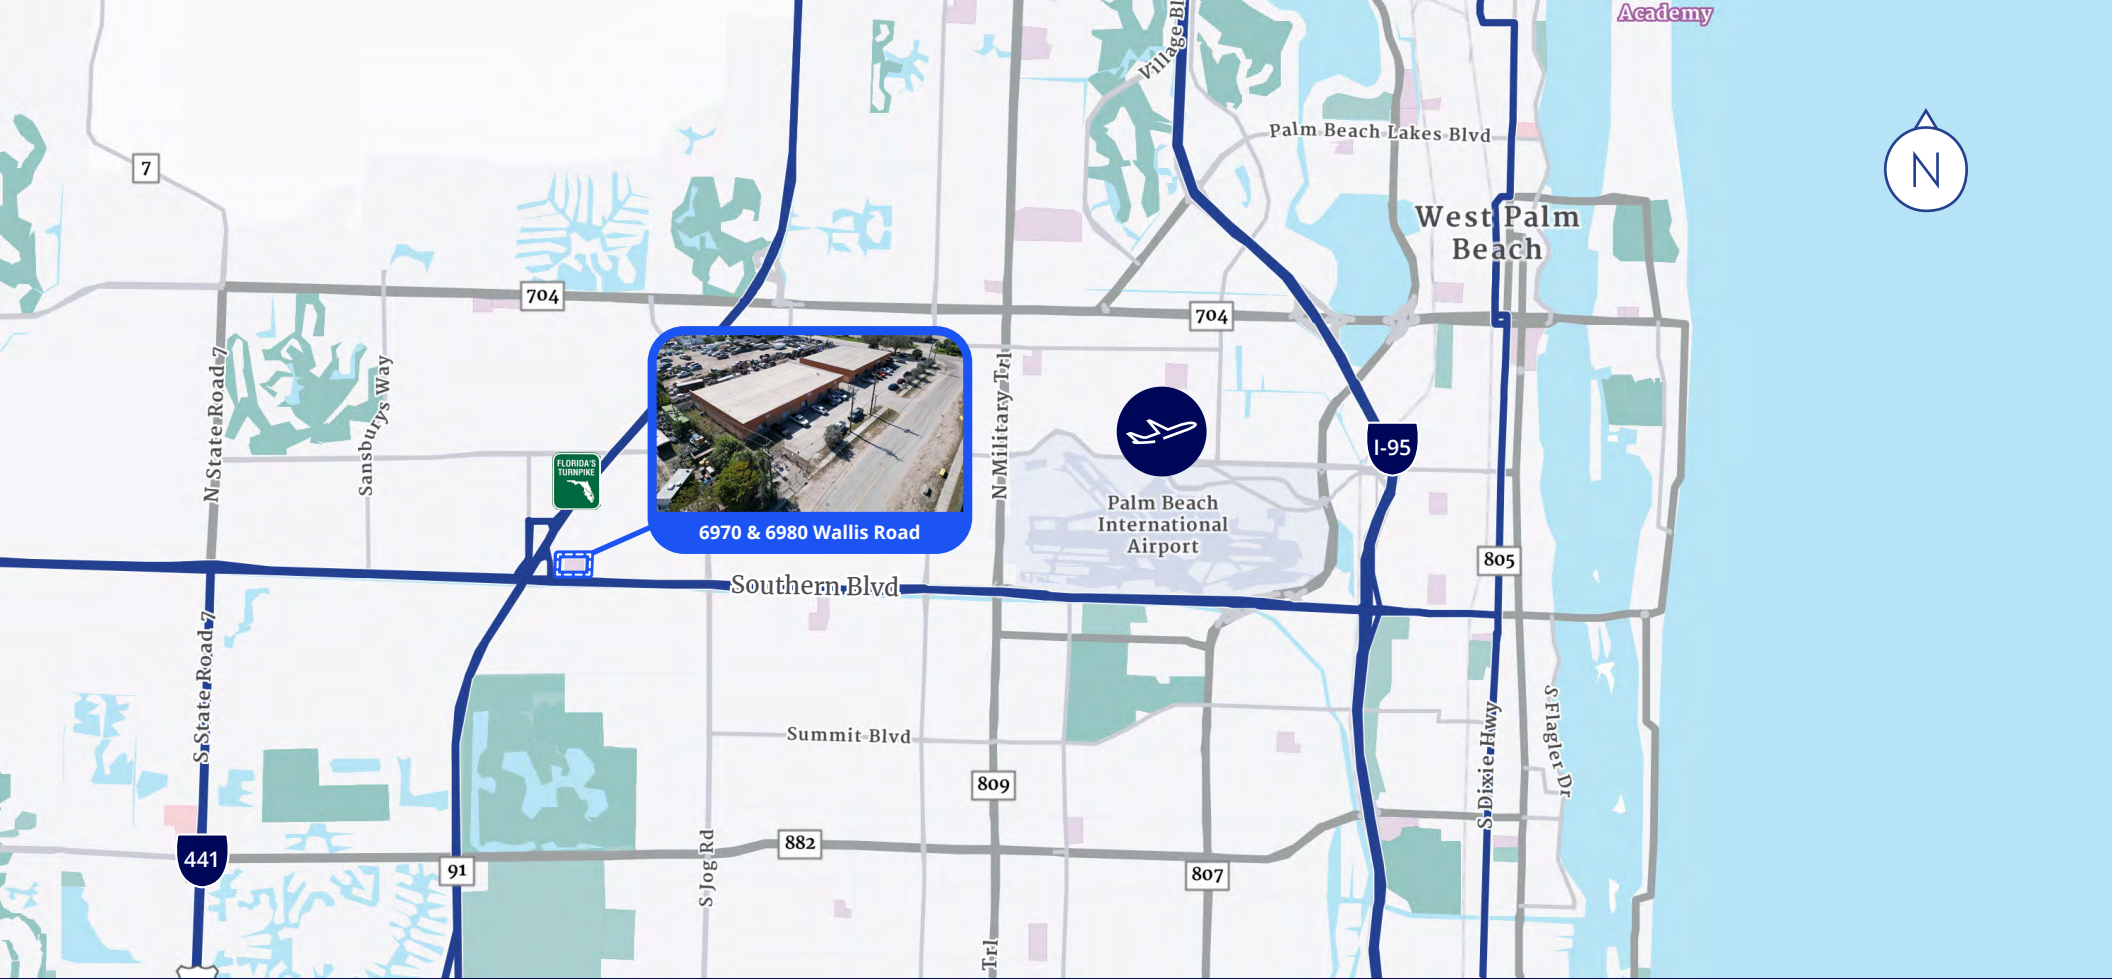 Academy
Village Bl
Palm Beach Lakes Blvd
7
N
West Palm
Beach
704
704
N State Road 7
Sansburys Way
N Military Trl
FLORIDA'S
TURNPIKE
I-95
Palm Beach
International
Airport
6970 & 6980 Wallis Road
805
Southern Blvd
S State Road 7
Summit Blvd
S Flagler Dr
S Dixie Hwy
809
882
441
91
S Jog Rd
807
Trl